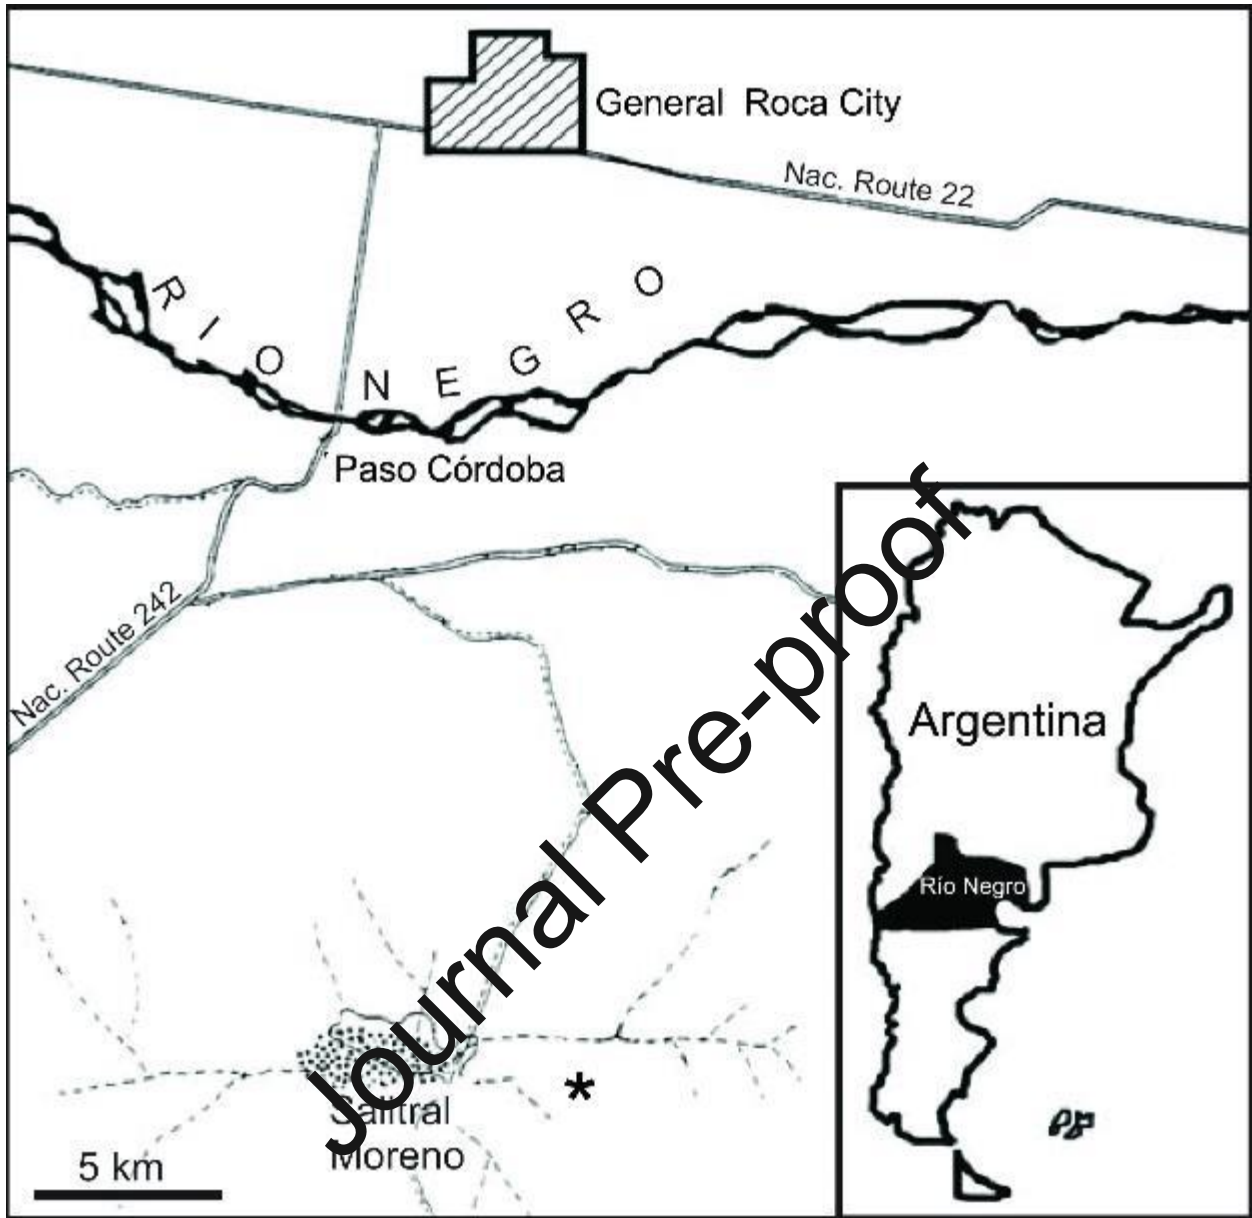 General Roca City
Nac. Route 22
RIO NEGRO
Paso Córdoba
Nac. Route 242
Argentina
Río Negro
Journal Pre-proof
*
Salitral
Moreno
5 km